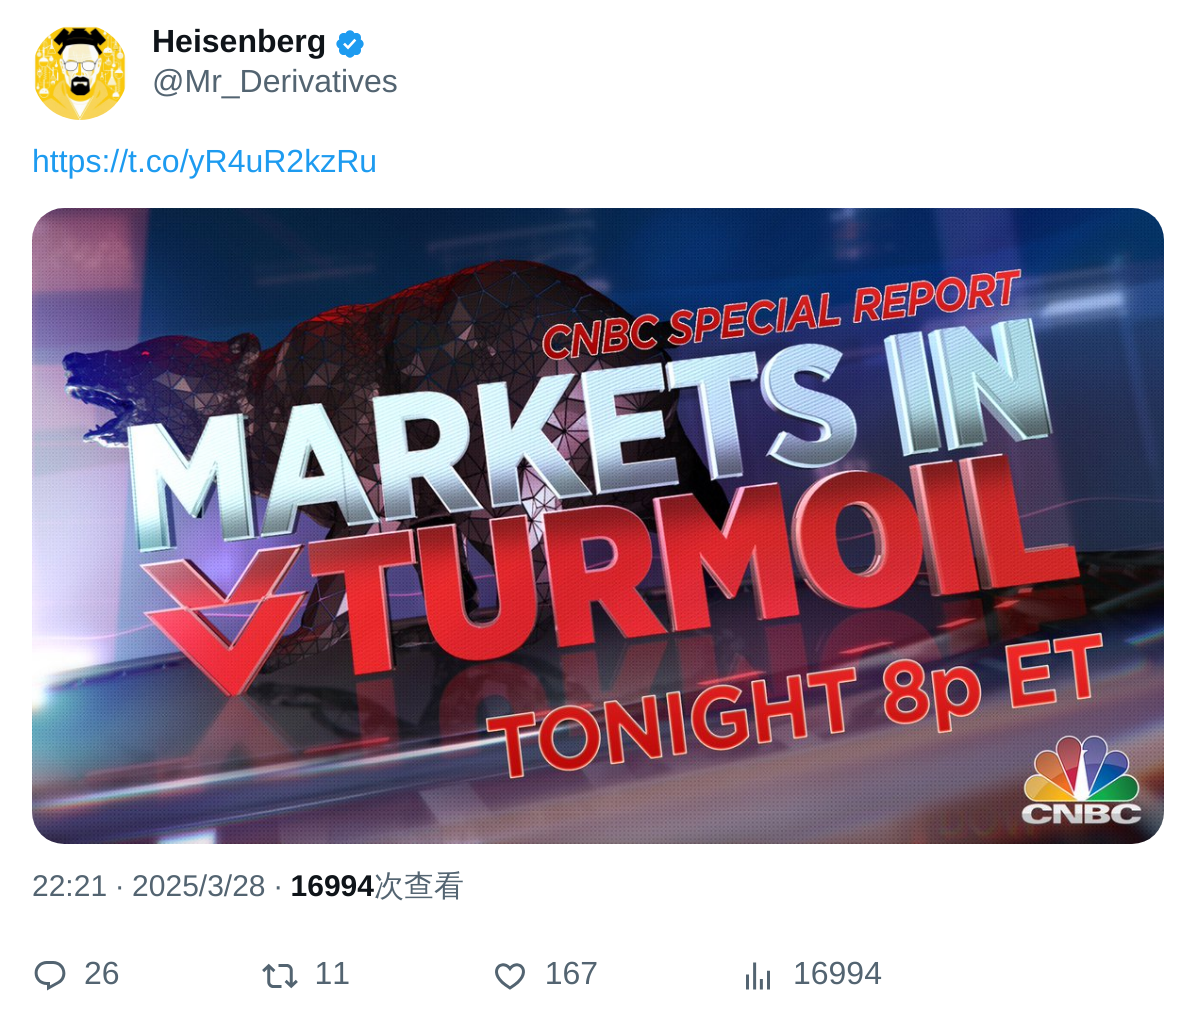 Heisenberg
@Mr_Derivatives
https://t.co/yR4uR2kzRu
CNBC SPECIAL REPORT
MARKETS IN
TURMOIL
TONIGHT 8p ET
CNBC
22:21 · 2025/3/28 · 16994次查看
26 11 167 16994